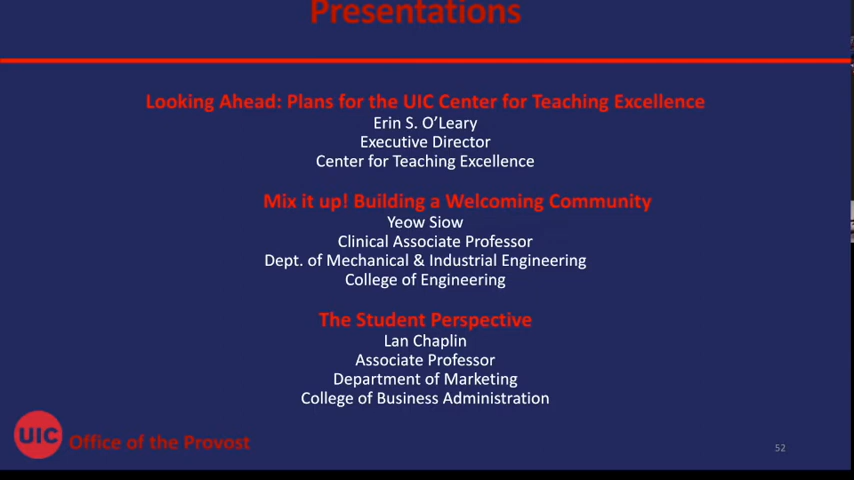 Presentations
Looking Ahead: Plans for the UIC Center for Teaching Excellence
Erin S. O’Leary
Executive Director
Center for Teaching Excellence
Mix it up! Building a Welcoming Community
Yeow Siow
Clinical Associate Professor
Dept. of Mechanical & Industrial Engineering
College of Engineering
The Student Perspective
Lan Chaplin
Associate Professor
Department of Marketing
College of Business Administration
UIC Office of the Provost
52